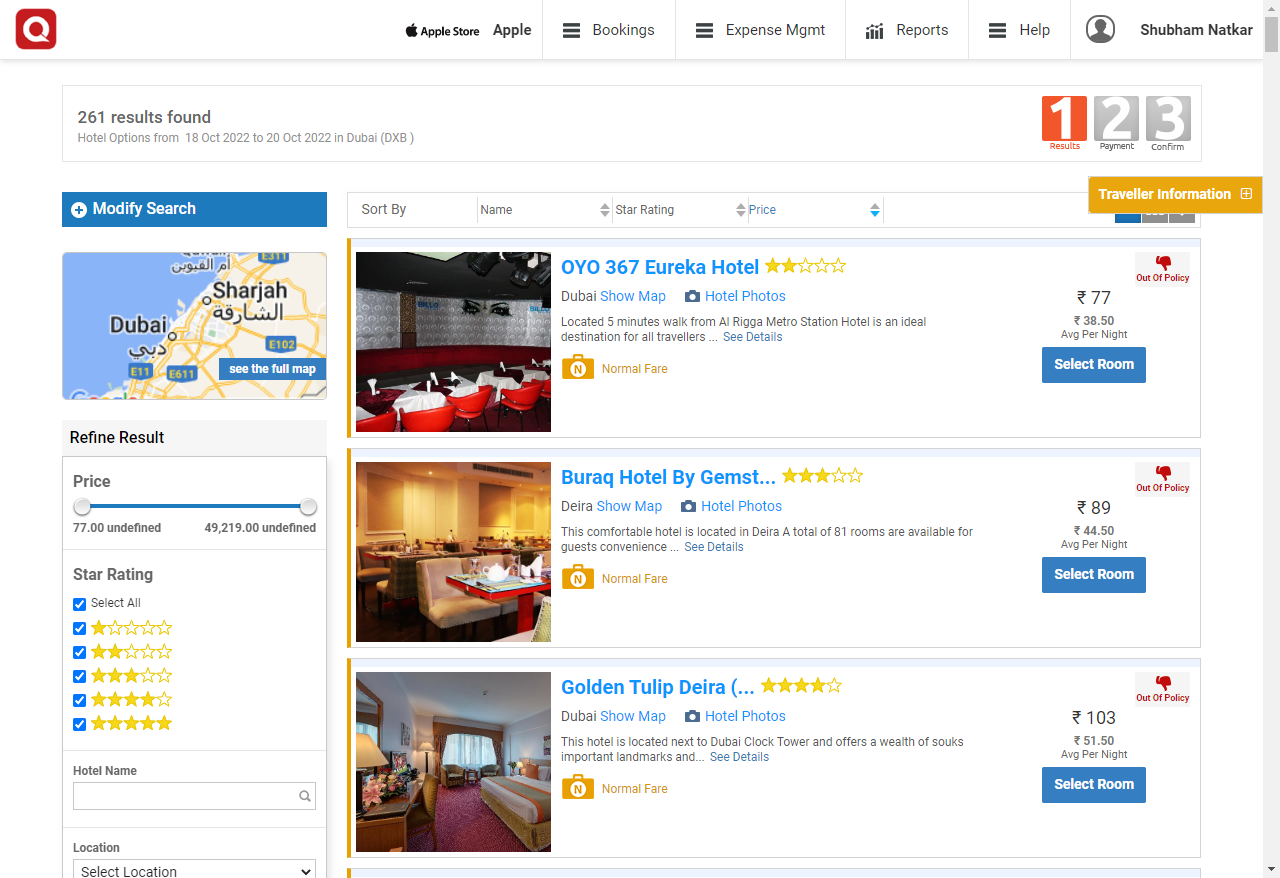 Apple Store Apple Bookings Expense Mgmt Reports Help Shubham Natkar
261 results found
Hotel Options from 18 Oct 2022 to 20 Oct 2022 in Dubai (DXB )
1 2 3
Results Payment Confirm
Traveller Information
Modify Search
Sort By Name Star Rating Price
E311
أم القيوين
Sharjah
الشارقة
Dubai
دبي
E102
E11
E611
see the full map
Google
Refine Result
Price
77.00 undefined 49,219.00 undefined
Star Rating
Select All
Hotel Name
Location
Select Location
OYO 367 Eureka Hotel
Out Of Policy
Dubai Show Map Hotel Photos
₹ 77
Located 5 minutes walk from Al Rigga Metro Station Hotel is an ideal
destination for all travellers ... See Details
₹ 38.50
Avg Per Night
N Normal Fare
Select Room
Buraq Hotel By Gemst...
Out Of Policy
Deira Show Map Hotel Photos
₹ 89
This comfortable hotel is located in Deira A total of 81 rooms are available for
guests convenience ... See Details
₹ 44.50
Avg Per Night
N Normal Fare
Select Room
Golden Tulip Deira (...
Out Of Policy
Dubai Show Map Hotel Photos
₹ 103
This hotel is located next to Dubai Clock Tower and offers a wealth of souks
important landmarks and... See Details
₹ 51.50
Avg Per Night
N Normal Fare
Select Room